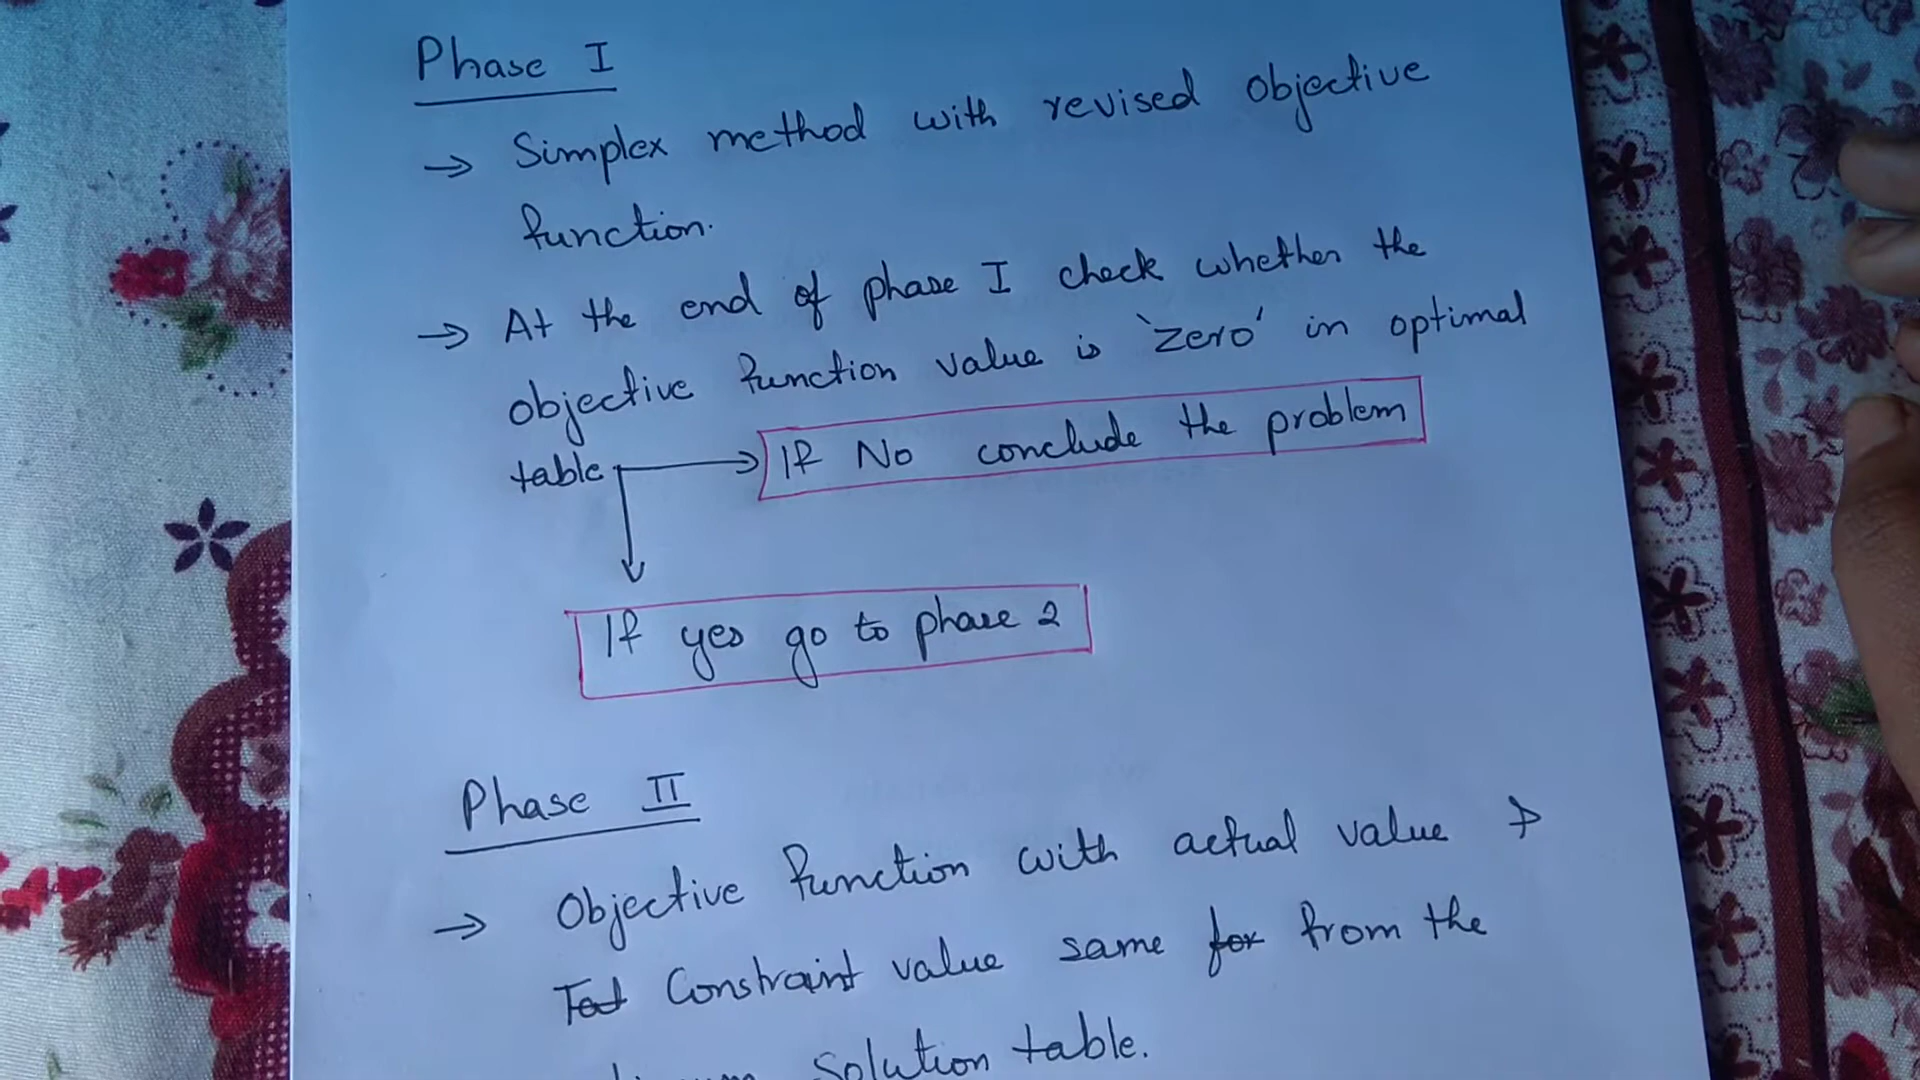 Phase I
→ Simplex method with revised objective
function.
→ At the end of phase I check whether the
objective function value is 'zero' in optimal
table → If No conclude the problem
If yes go to phase 2
Phase II
→ Objective function with actual value &
Constraint value same from the
solution table.